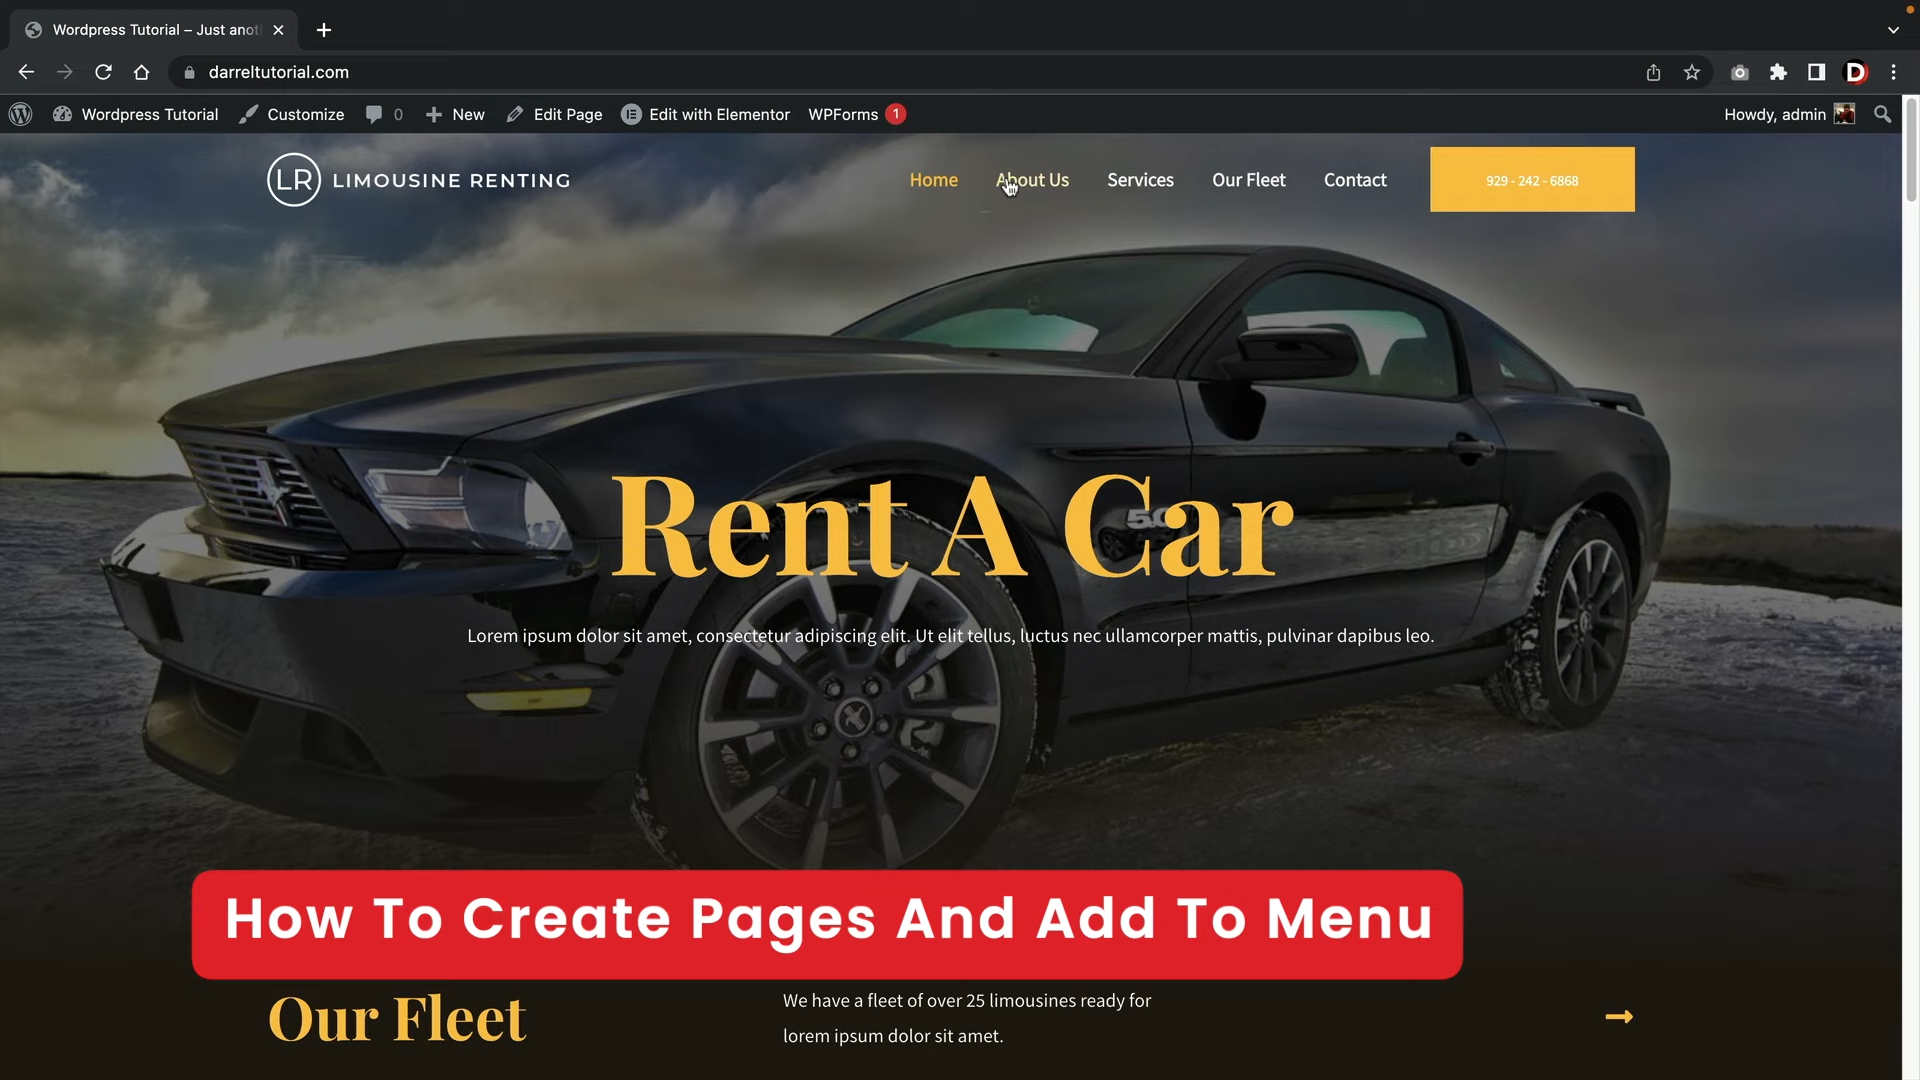 Wordpress Tutorial – Just anot
darreltutorial.com
D
Wordpress Tutorial Customize 0 New Edit Page Edit with Elementor WPForms 1 Howdy, admin
LR LIMOUSINE RENTING Home About Us Services Our Fleet Contact 929 - 242 - 6868
5.0
Rent A Car
Lorem ipsum dolor sit amet, consectetur adipiscing elit. Ut elit tellus, luctus nec ullamcorper mattis, pulvinar dapibus leo.
How To Create Pages And Add To Menu
Our Fleet
We have a fleet of over 25 limousines ready for
lorem ipsum dolor sit amet.